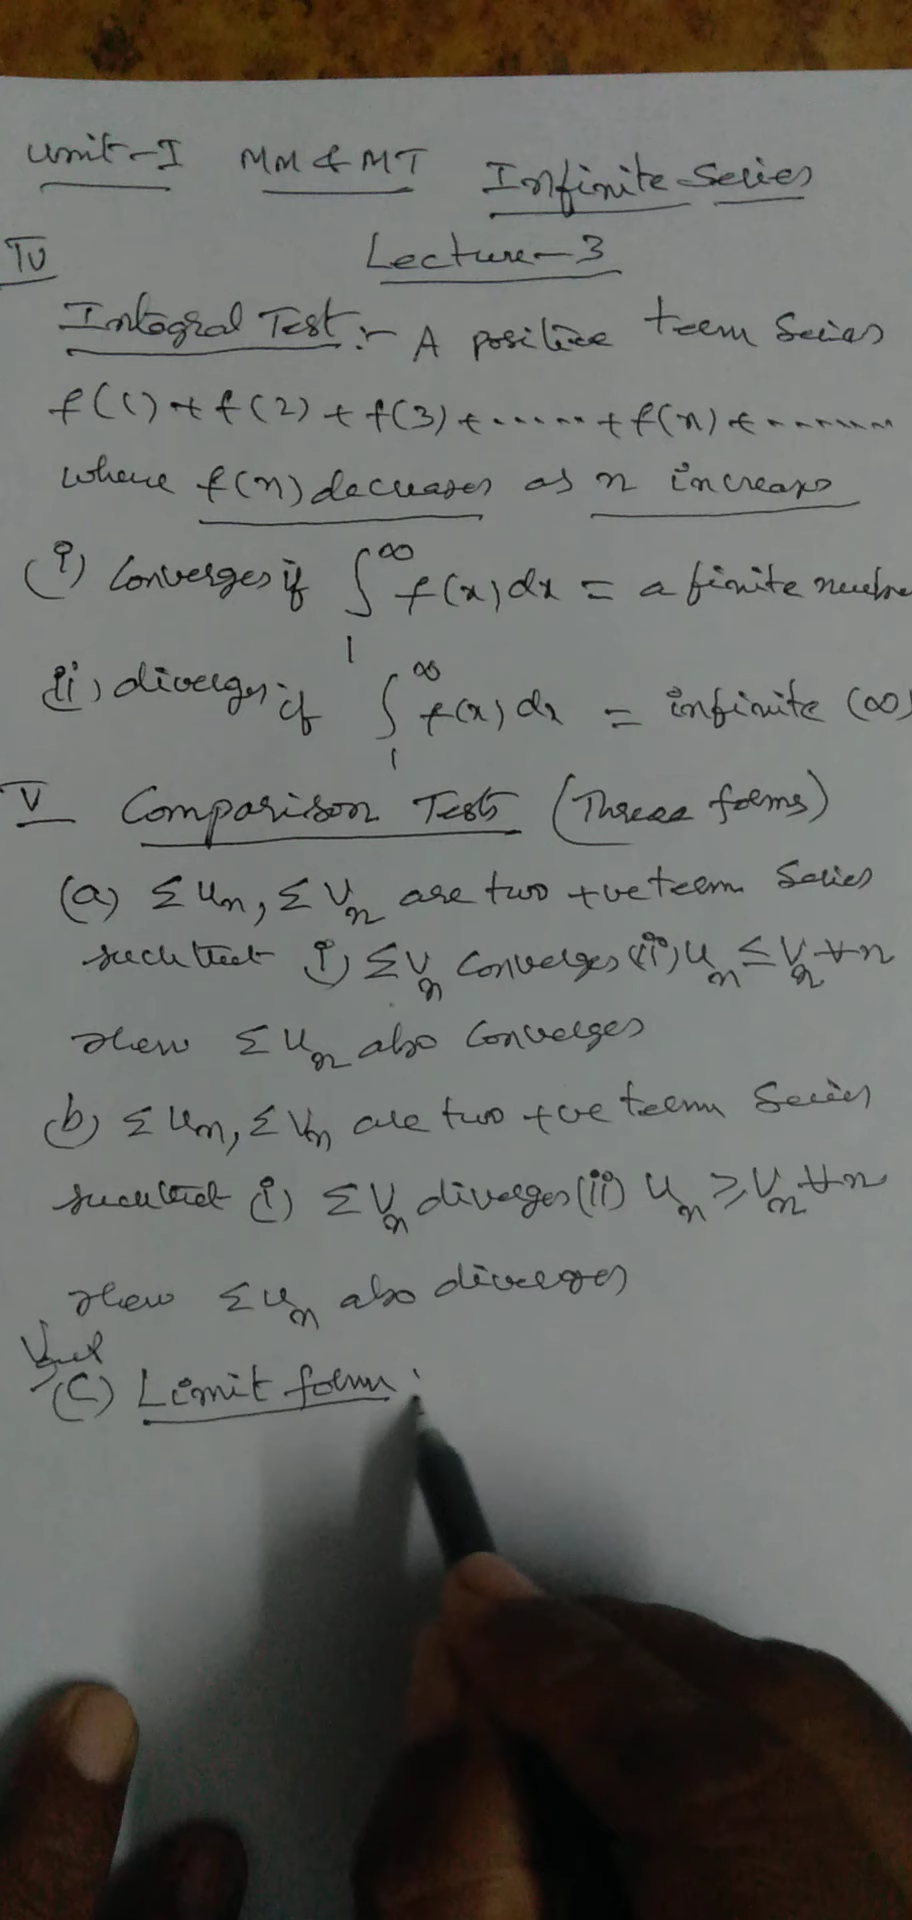 Unit-I MM & MT Infinite Series
Lecture-3
IV
Integral Test:- A positive term Series
f(1)+f(2)+f(3)+.....+f(n)+.......
where f(n) decreases as n increases
(i) Converges if ∫₁^∞ f(x)dx = a finite number
(ii) diverges if ∫₁^∞ f(x)dx = infinite (∞)
V Comparison Tests (Three forms)
(a) Σun, ΣVn are two +ve term Series
such that (i) ΣVn Converges (ii) un ≤ Vn ∀n
then Σun also Converges
(b) Σun, ΣVn are two +ve term Series
such that (i) ΣVn diverges (ii) un ≥ Vn ∀n
then Σun also diverges
(C) Limit form: